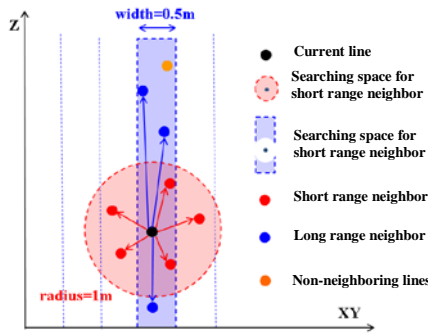 width=0.5m
Z
Current line
Searching space for
short range neighbor
Searching space for
short range neighbor
Short range neighbor
Long range neighbor
Non-neighboring lines
radius=1m
XY